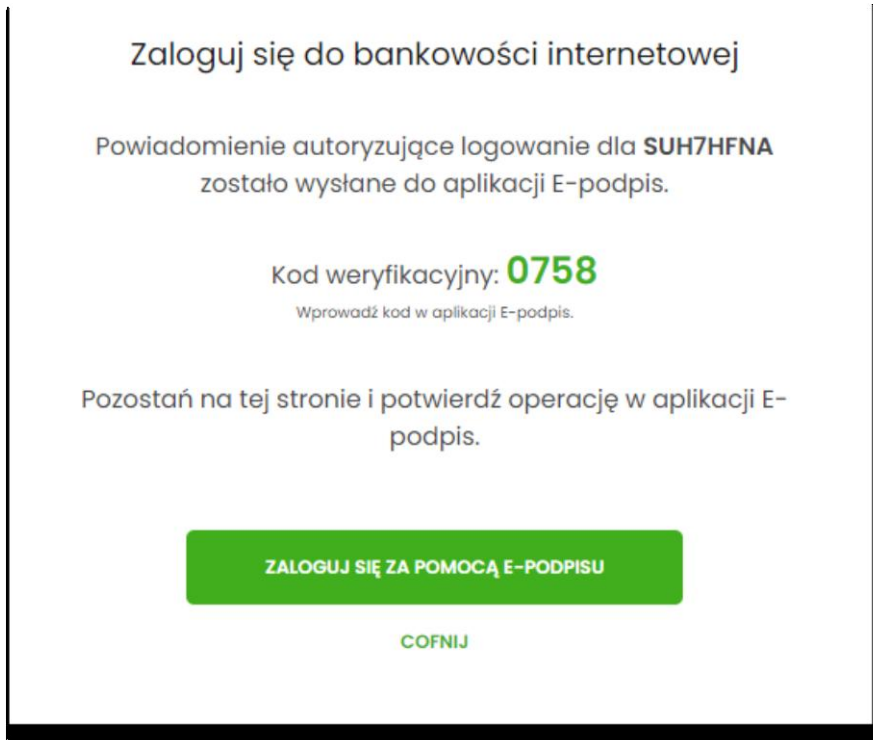 Zaloguj się do bankowości internetowej
Powiadomienie autoryzujące logowanie dla SUH7HFNA
zostało wysłane do aplikacji E-podpis.
Kod weryfikacyjny: 0758
Wprowadź kod w aplikacji E-podpis.
Pozostań na tej stronie i potwierdź operację w aplikacji E-
podpis.
ZALOGUJ SIĘ ZA POMOCĄ E-PODPISU
COFNIJ